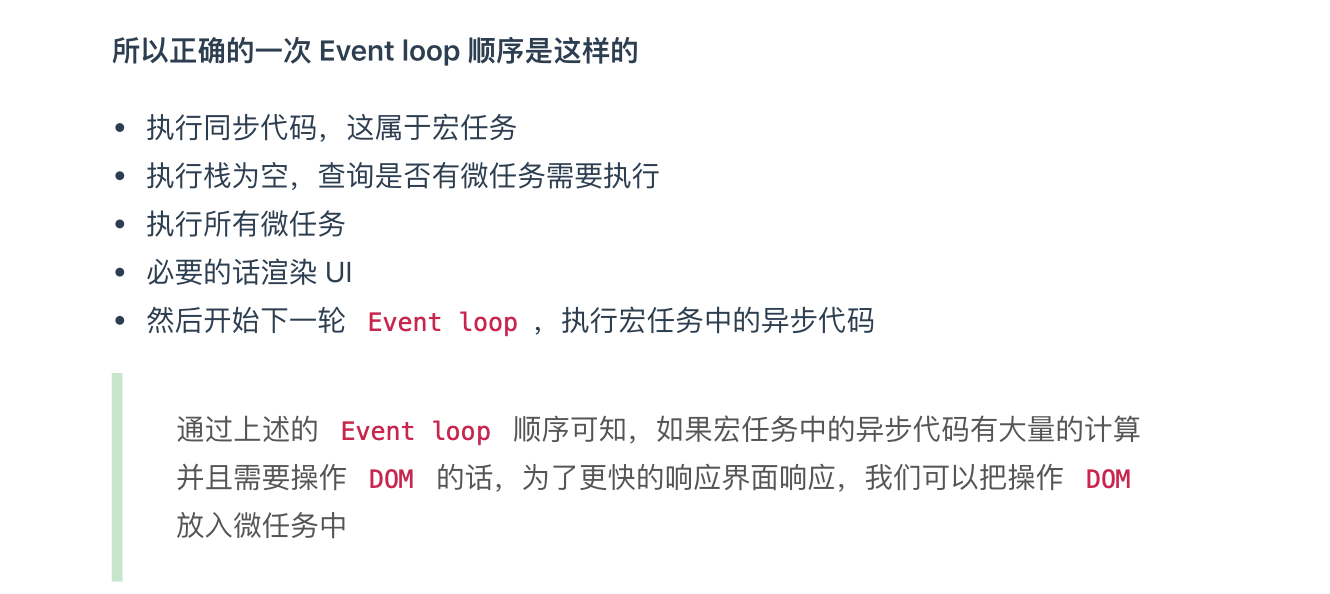 所以正确的一次 Event loop 顺序是这样的
• 执行同步代码，这属于宏任务
• 执行栈为空，查询是否有微任务需要执行
• 执行所有微任务
• 必要的话渲染 UI
• 然后开始下一轮 Event loop ，执行宏任务中的异步代码
通过上述的 Event loop 顺序可知，如果宏任务中的异步代码有大量的计算
并且需要操作 DOM 的话，为了更快的响应界面响应，我们可以把操作 DOM
放入微任务中